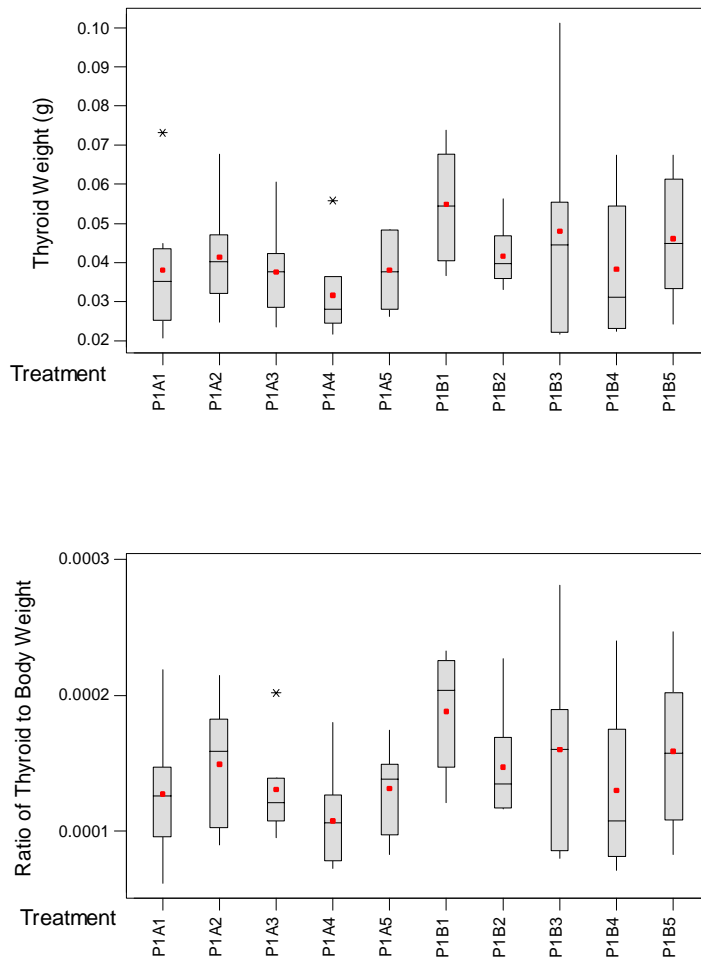 0.10
0.09
0.08
0.07
0.06
0.05
0.04
0.03
0.02
Thyroid Weight (g)
Treatment
P1A1 P1A2 P1A3 P1A4 P1A5 P1B1 P1B2 P1B3 P1B4 P1B5
0.0003
0.0002
0.0001
Ratio of Thyroid to Body Weight
Treatment
P1A1 P1A2 P1A3 P1A4 P1A5 P1B1 P1B2 P1B3 P1B4 P1B5